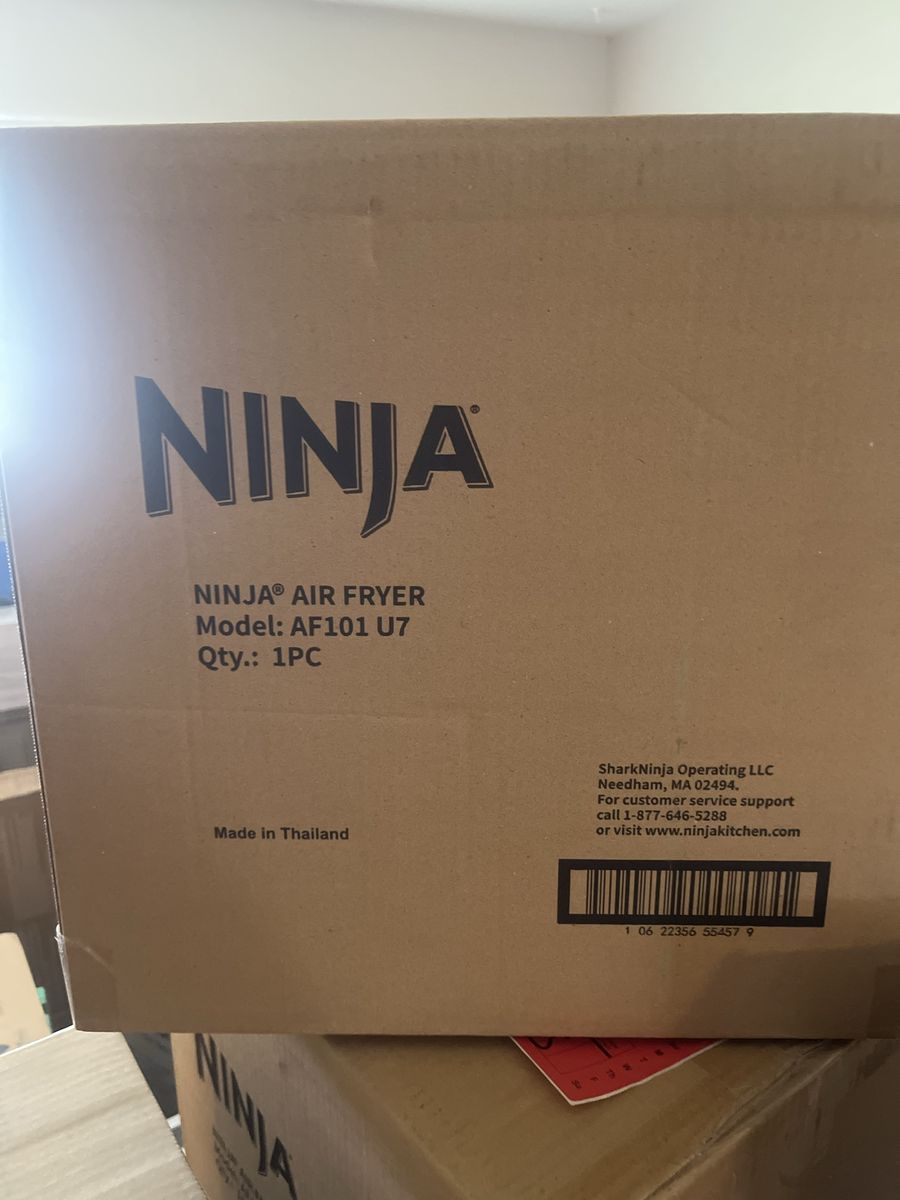 NINJA®
NINJA® AIR FRYER
Model: AF101 U7
Qty.: 1PC
SharkNinja Operating LLC
Needham, MA 02494.
For customer service support
call 1-877-646-5288
or visit www.ninjakitchen.com
Made in Thailand
1 06 22356 55457 9
NINJA